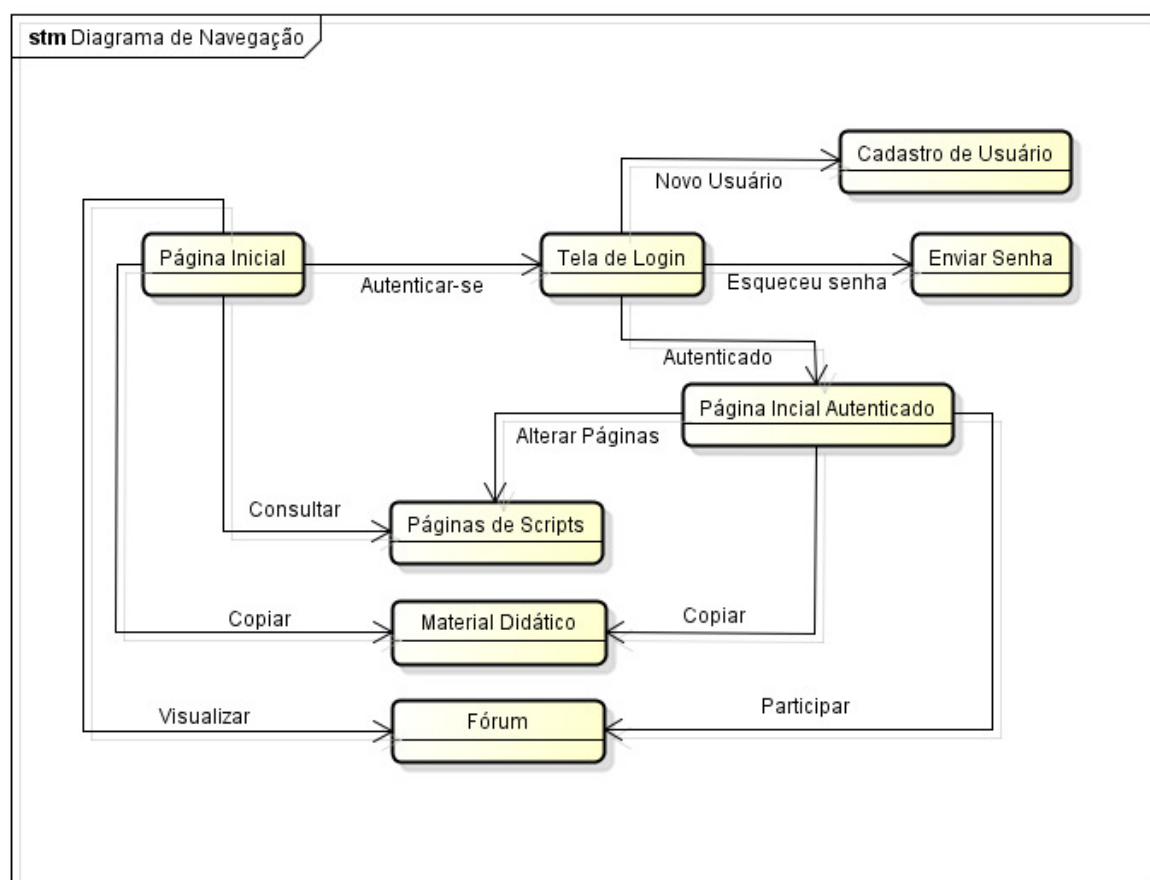 stm Diagrama de Navegação
Cadastro de Usuário
Novo Usuário
Página Inicial
Autenticar-se
Tela de Login
Esqueceu senha
Enviar Senha
Autenticado
Página Incial Autenticado
Alterar Páginas
Consultar
Páginas de Scripts
Copiar
Material Didático
Copiar
Visualizar
Fórum
Participar